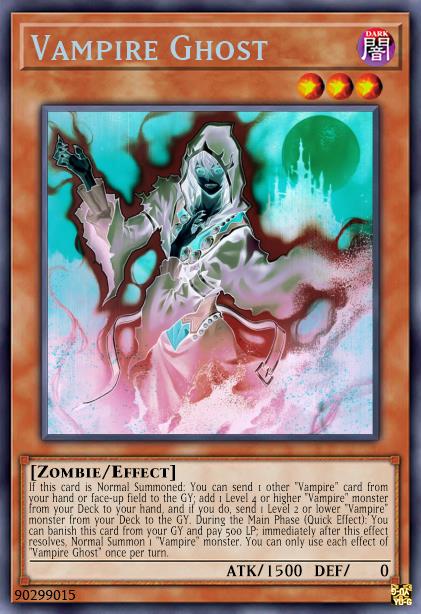 VAMPIRE GHOST
DARK
闇
[ZOMBIE/EFFECT]
If this card is Normal Summoned: You can send 1 other "Vampire" card from
your hand or face-up field to the GY; add 1 Level 4 or higher "Vampire" monster
from your Deck to your hand, and if you do, send 1 Level 2 or lower "Vampire"
monster from your Deck to the GY. During the Main Phase (Quick Effect): You
can banish this card from your GY and pay 500 LP; immediately after this effect
resolves, Normal Summon 1 "Vampire" monster. You can only use each effect of
"Vampire Ghost" once per turn.
ATK/1500 DEF/ 0
90299015